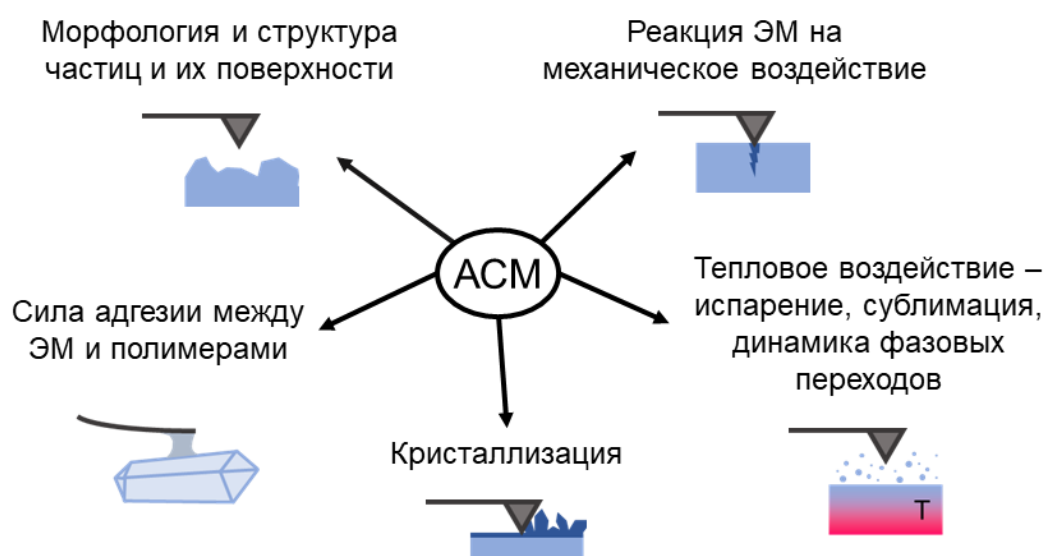 Морфология и структура
частиц и их поверхности
Реакция ЭМ на
механическое воздействие
АСМ
Сила адгезии между
ЭМ и полимерами
Тепловое воздействие –
испарение, сублимация,
динамика фазовых
переходов
Кристаллизация
T